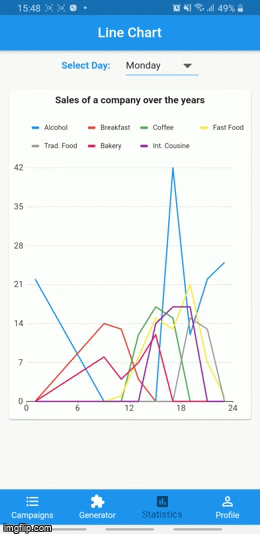 15:48 49%
Line Chart
Select Day: Monday
Sales of a company over the years
Alcohol Breakfast Coffee Fast Food
Trad. Food Bakery Int. Cousine
42
35
28
21
14
7
0
0 6 12 18 24
Campaigns Generator Statistics Profile
imgflip.com